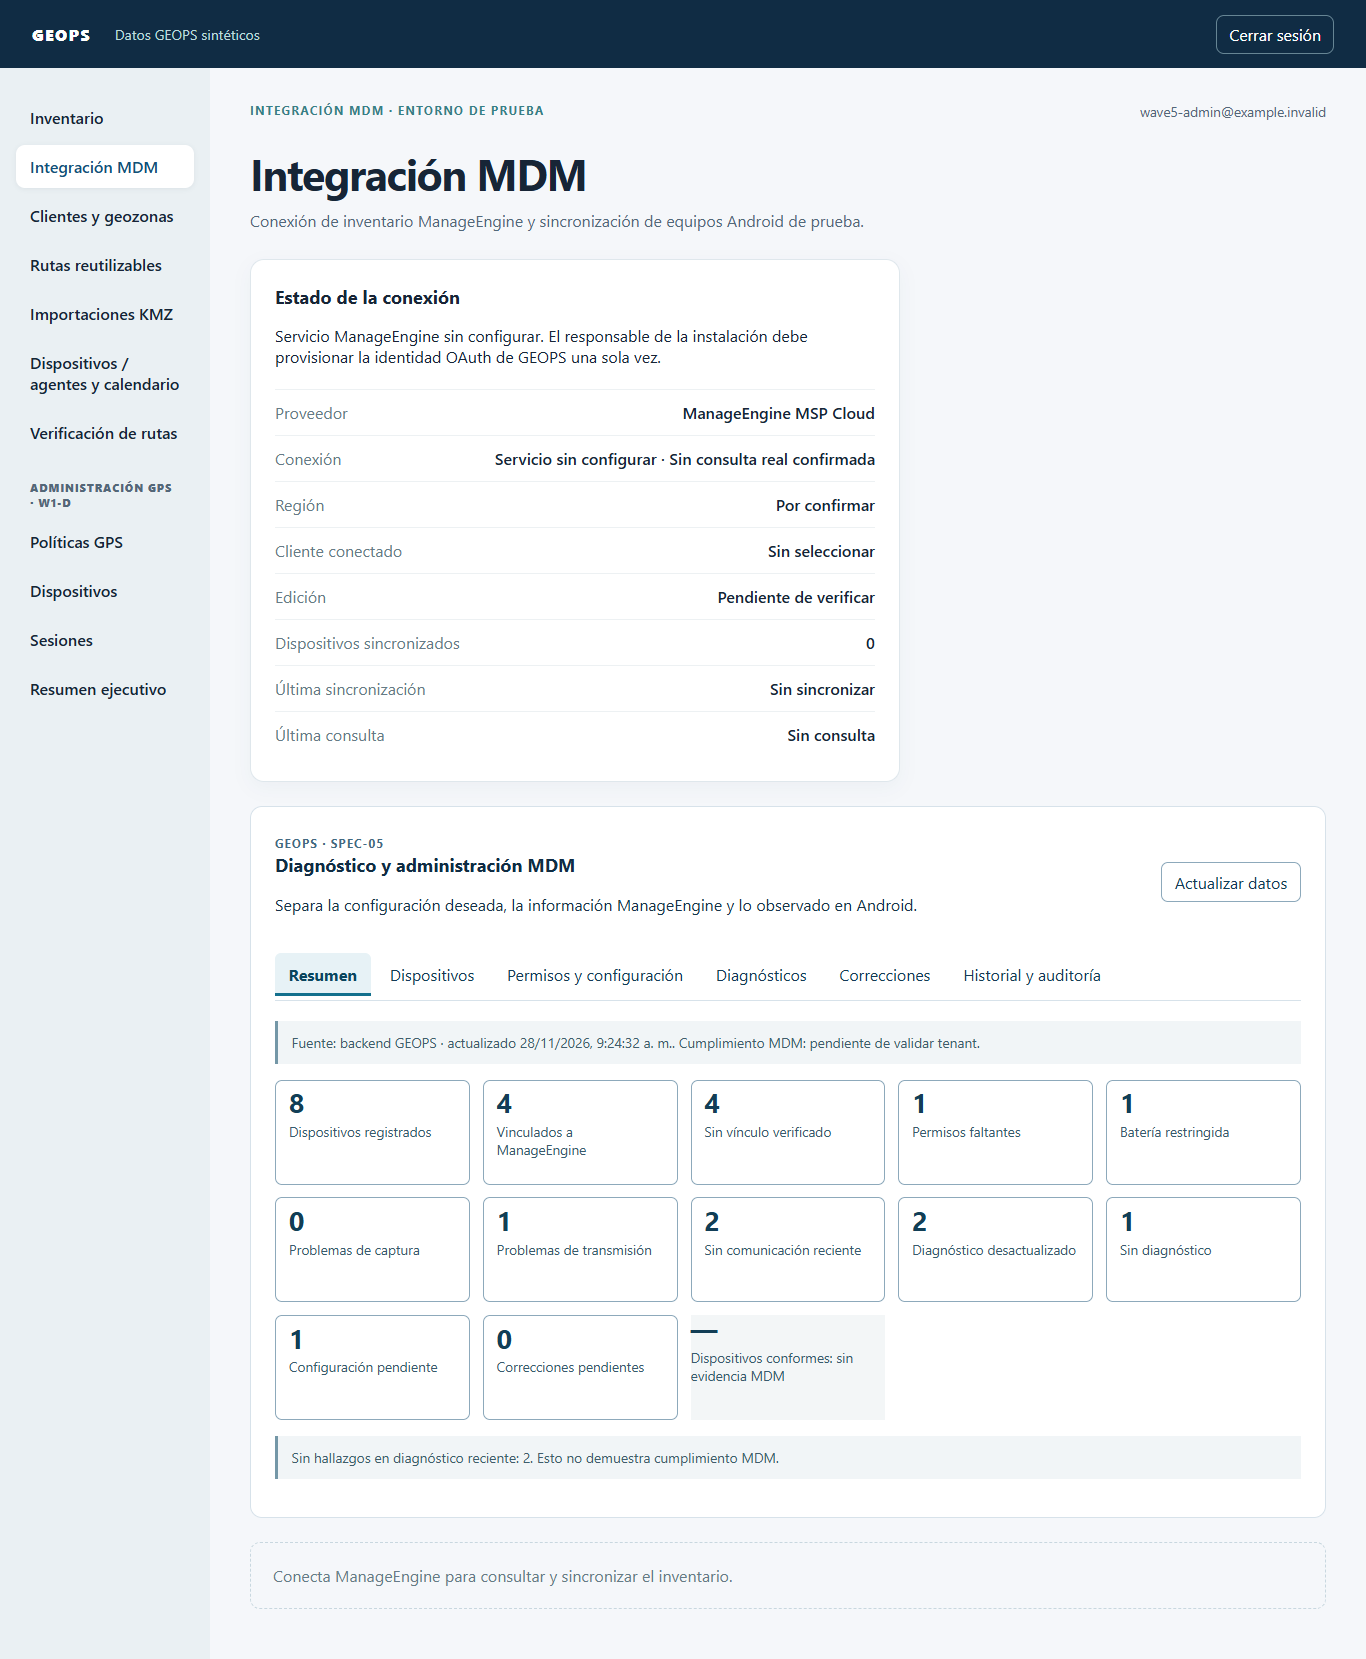 GEOPS
Datos GEOPS sintéticos
Cerrar sesión
Inventario
Integración MDM
Clientes y geozonas
Rutas reutilizables
Importaciones KMZ
Dispositivos /
agentes y calendario
Verificación de rutas
ADMINISTRACIÓN GPS
· W1-D
Políticas GPS
Dispositivos
Sesiones
Resumen ejecutivo
INTEGRACIÓN MDM · ENTORNO DE PRUEBA
wave5-admin@example.invalid
Integración MDM
Conexión de inventario ManageEngine y sincronización de equipos Android de prueba.
Estado de la conexión
Servicio ManageEngine sin configurar. El responsable de la instalación debe
provisionar la identidad OAuth de GEOPS una sola vez.
Proveedor ManageEngine MSP Cloud
Conexión Servicio sin configurar · Sin consulta real confirmada
Región Por confirmar
Cliente conectado Sin seleccionar
Edición Pendiente de verificar
Dispositivos sincronizados 0
Última sincronización Sin sincronizar
Última consulta Sin consulta
GEOPS · SPEC-05
Diagnóstico y administración MDM
Separa la configuración deseada, la información ManageEngine y lo observado en Android.
Actualizar datos
Resumen Dispositivos Permisos y configuración Diagnósticos Correcciones Historial y auditoría
Fuente: backend GEOPS · actualizado 28/11/2026, 9:24:32 a. m.. Cumplimiento MDM: pendiente de validar tenant.
8
Dispositivos registrados
4
Vinculados a
ManageEngine
4
Sin vínculo verificado
1
Permisos faltantes
1
Batería restringida
0
Problemas de captura
1
Problemas de transmisión
2
Sin comunicación reciente
2
Diagnóstico desactualizado
1
Sin diagnóstico
1
Configuración pendiente
0
Correcciones pendientes
—
Dispositivos conformes: sin
evidencia MDM
Sin hallazgos en diagnóstico reciente: 2. Esto no demuestra cumplimiento MDM.
Conecta ManageEngine para consultar y sincronizar el inventario.